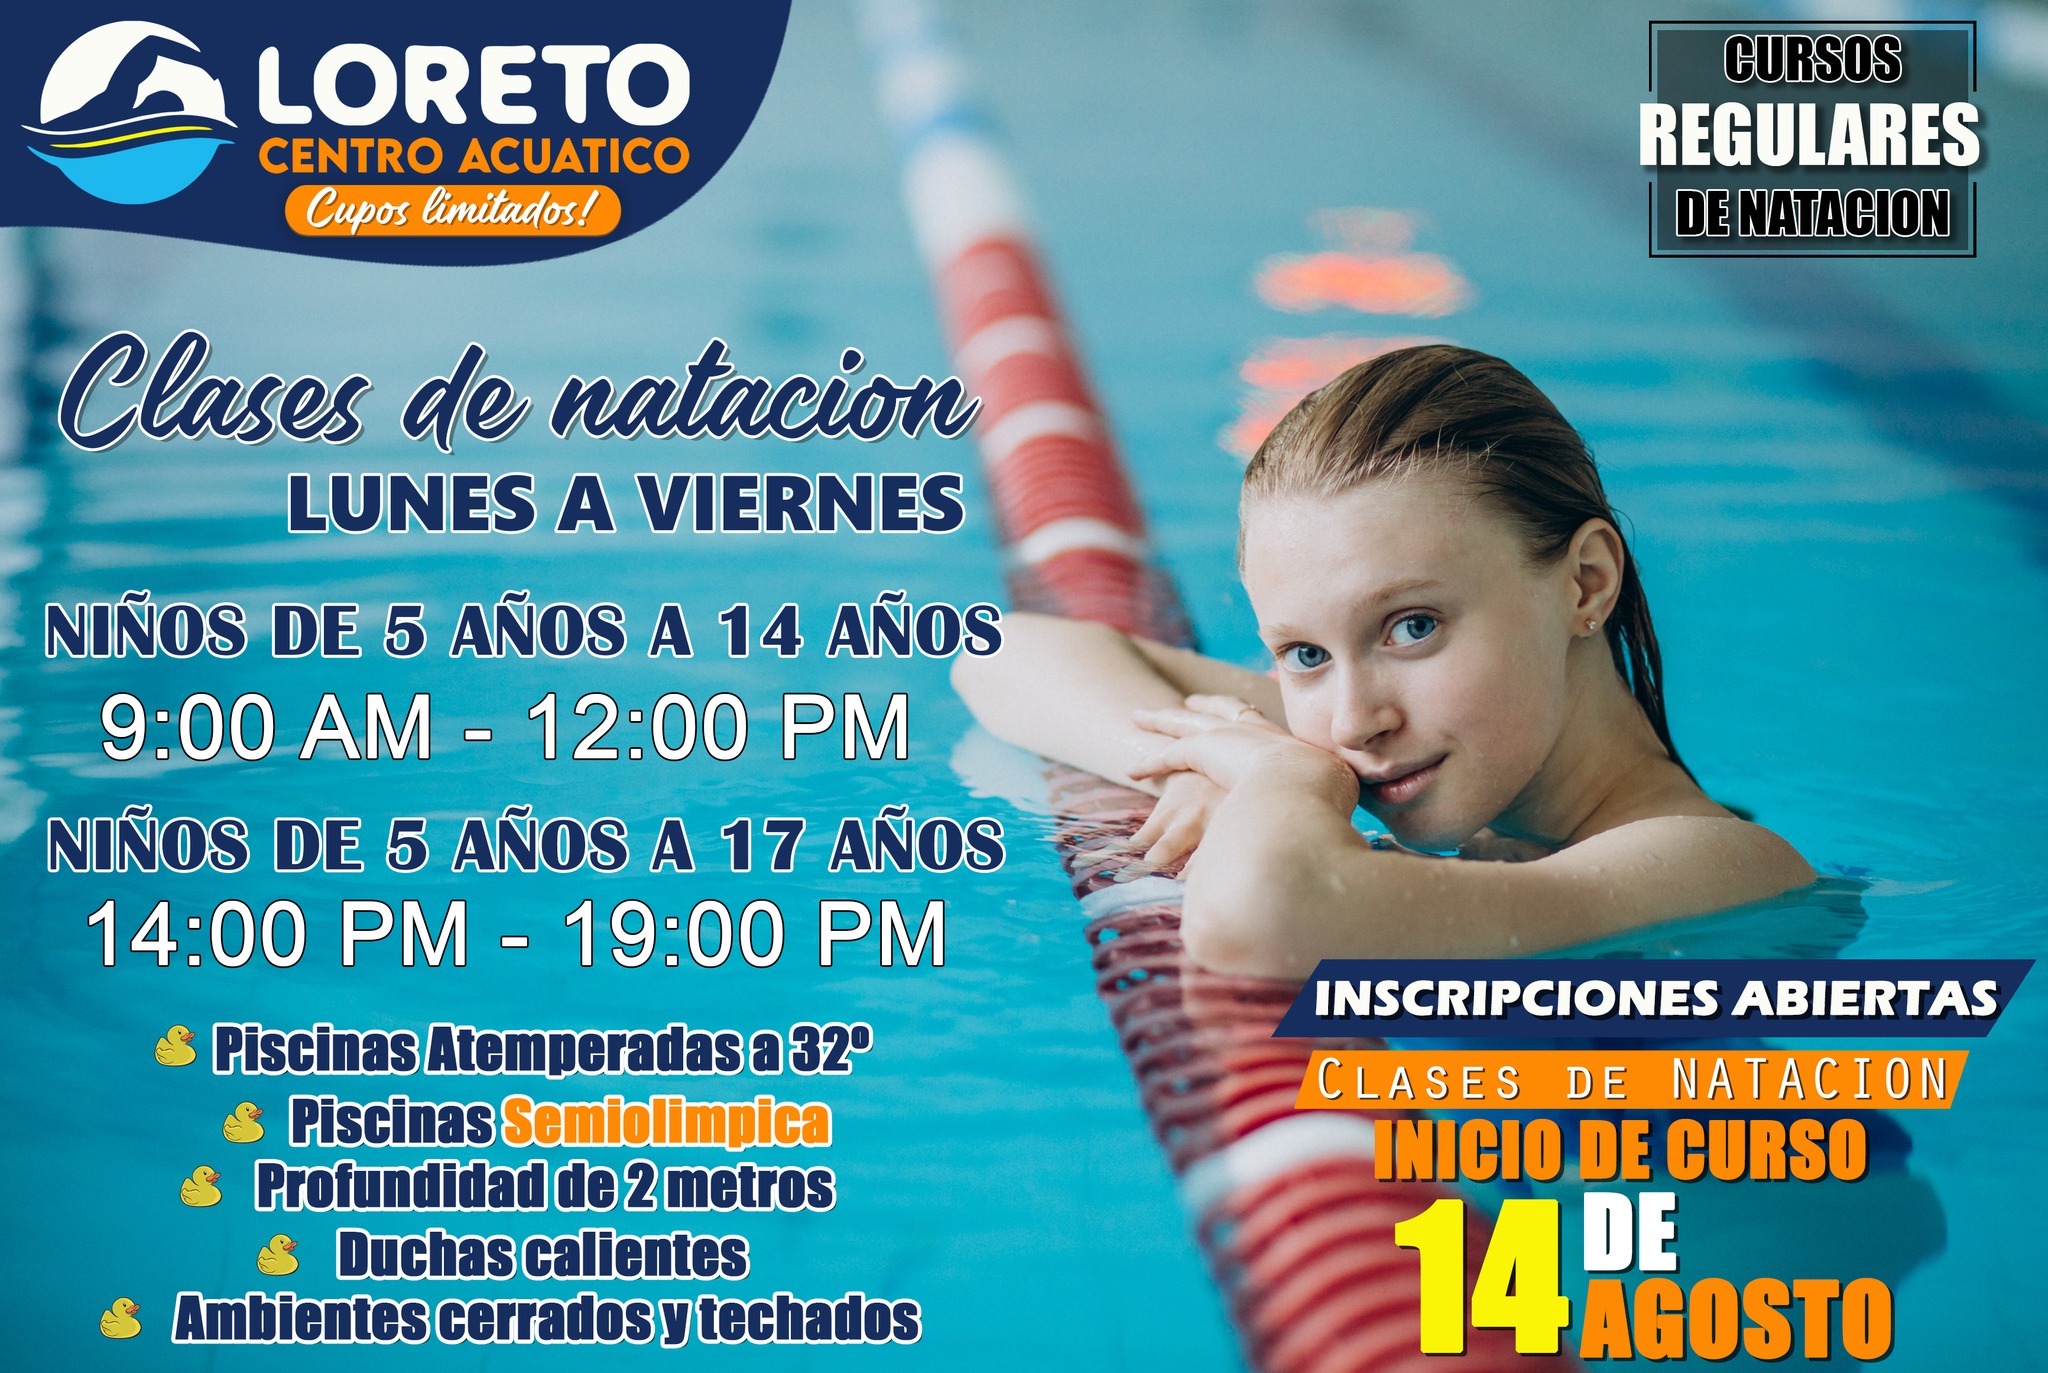 LORETO
CENTRO ACUATICO
Cupos limitados!
CURSOS
REGULARES
DE NATACION
Clases de natacion
LUNES A VIERNES
NIÑOS DE 5 AÑOS A 14 AÑOS
9:00 AM - 12:00 PM
NIÑOS DE 5 AÑOS A 17 AÑOS
14:00 PM - 19:00 PM
Piscinas Atemperadas a 32º
Piscinas Semiolimpica
Profundidad de 2 metros
Duchas calientes
Ambientes cerrados y techados
INSCRIPCIONES ABIERTAS
CLASES DE NATACION
INICIO DE CURSO
14 DE
AGOSTO